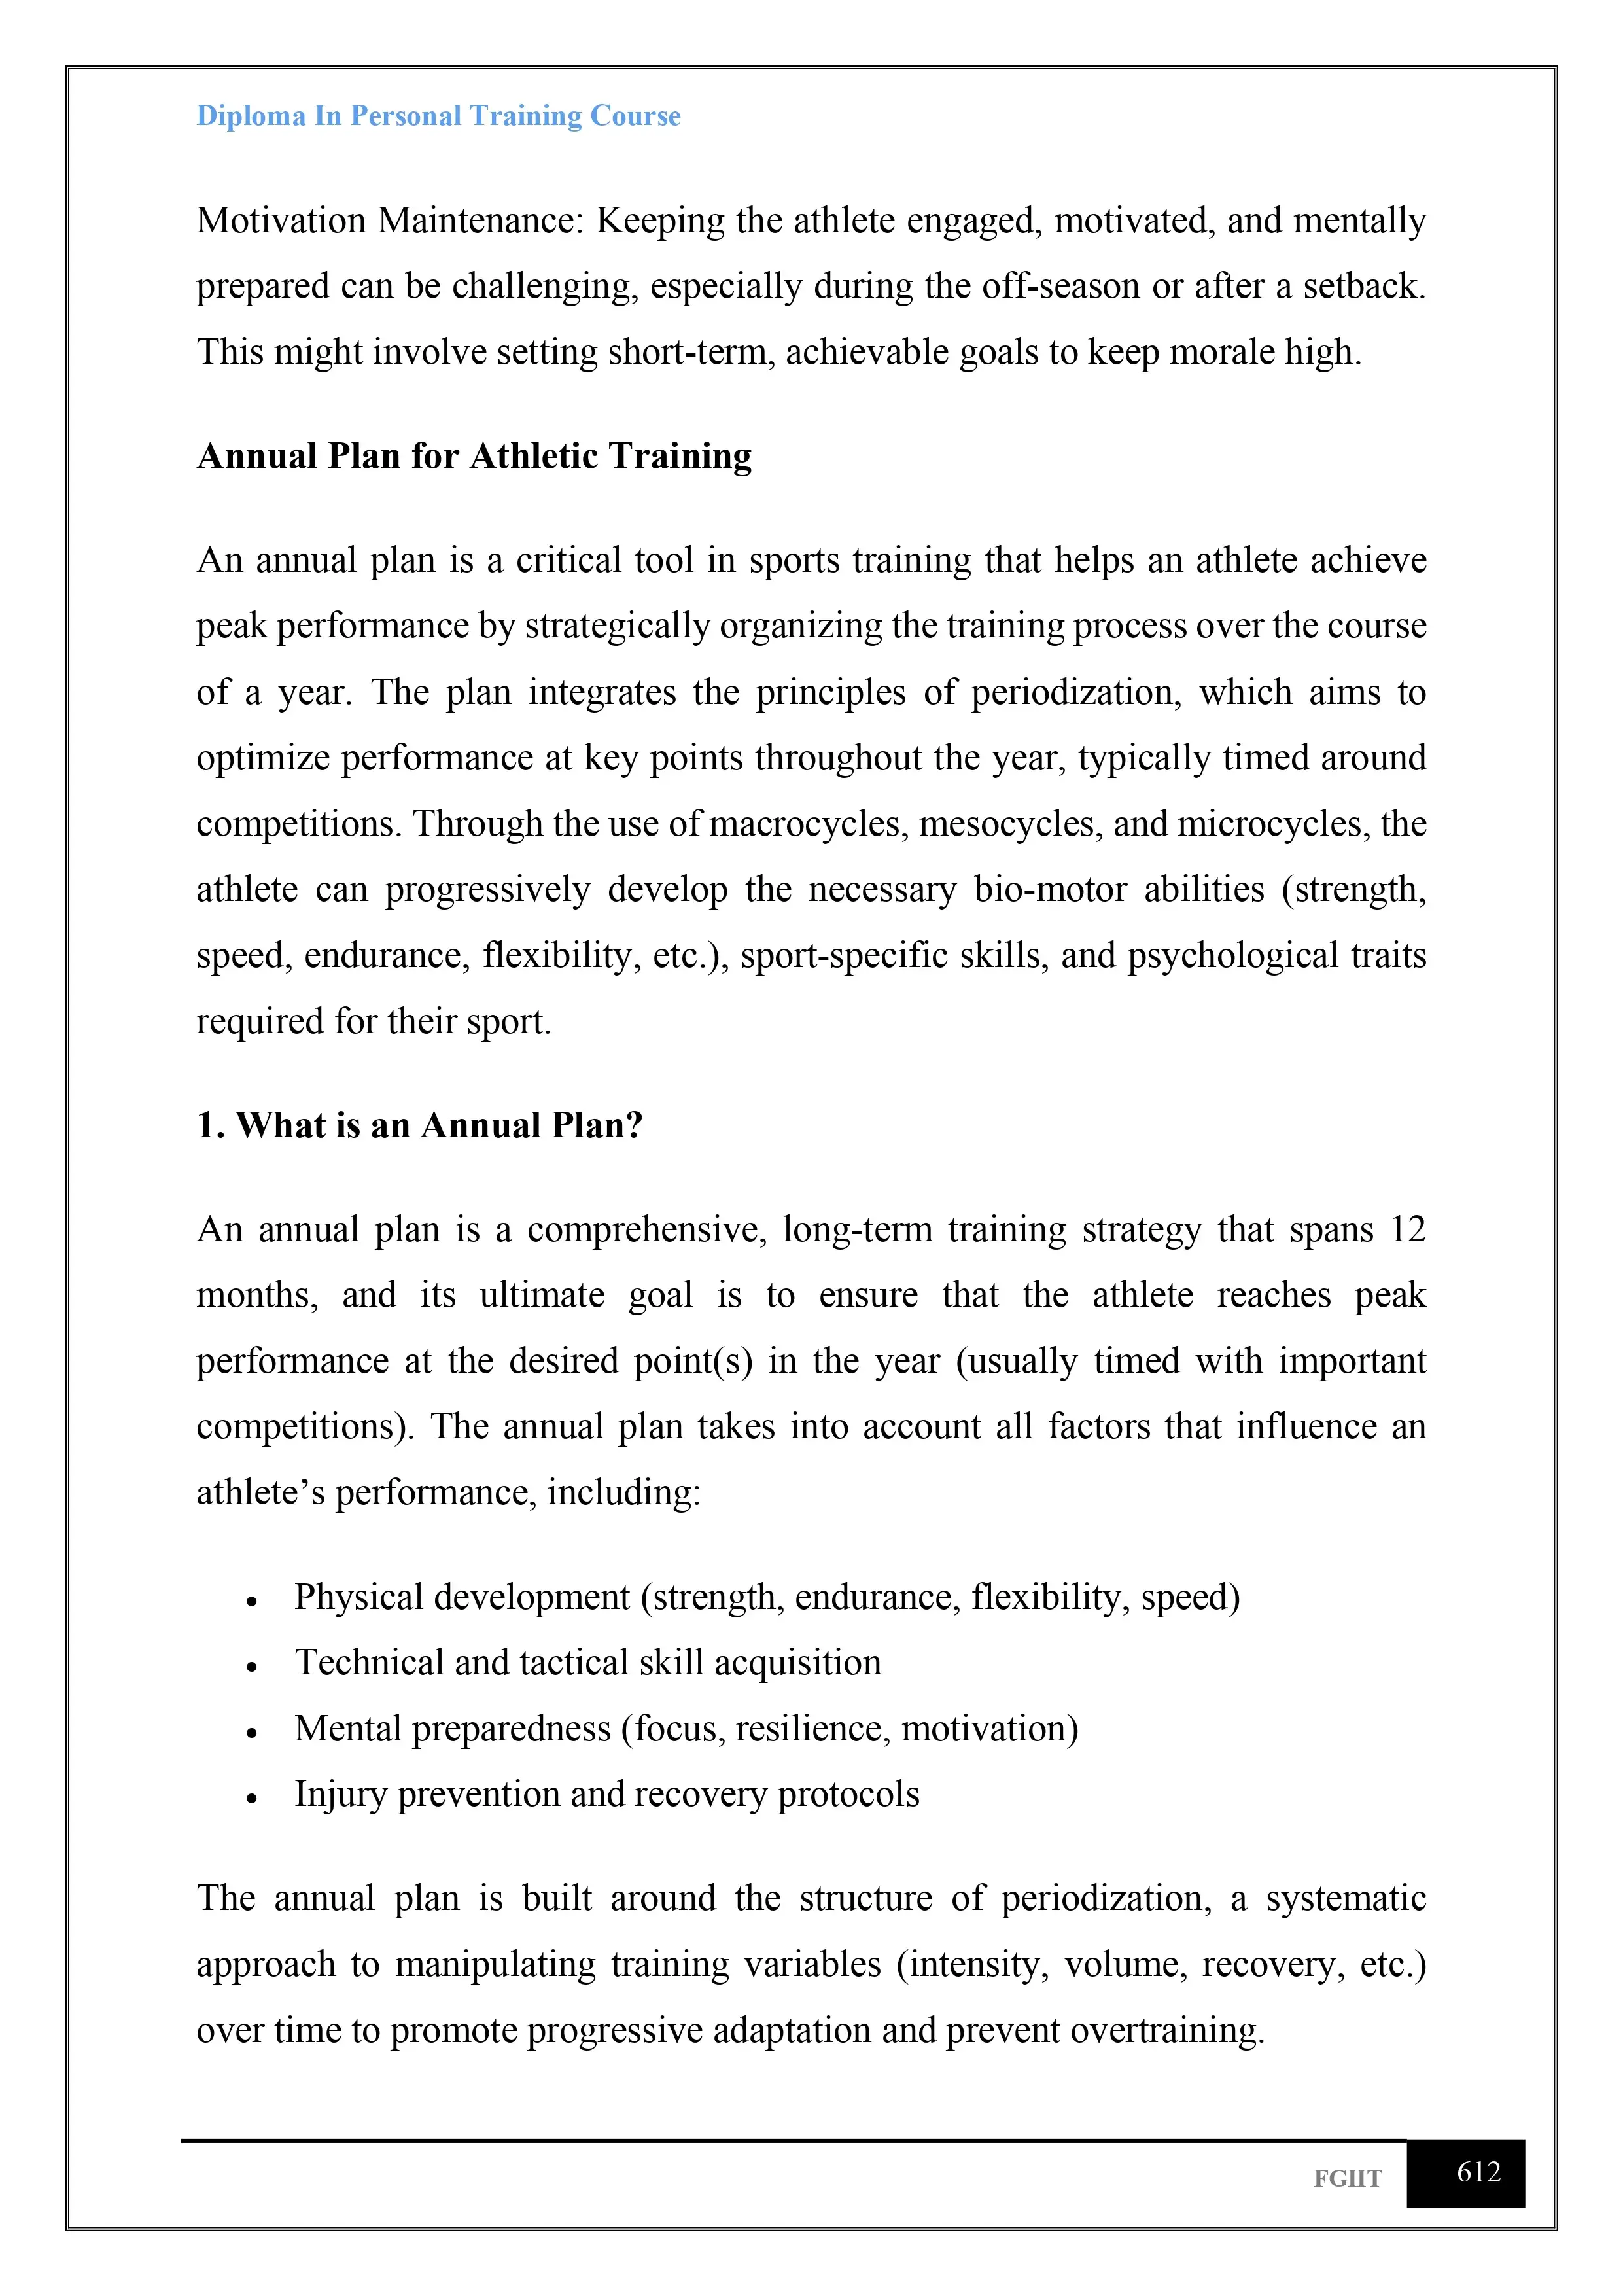 Diploma In Personal Training Course
Motivation Maintenance: Keeping the athlete engaged, motivated, and mentally
prepared can be challenging, especially during the off-season or after a setback.
This might involve setting short-term, achievable goals to keep morale high.
Annual Plan for Athletic Training
An annual plan is a critical tool in sports training that helps an athlete achieve
peak performance by strategically organizing the training process over the course
of a year. The plan integrates the principles of periodization, which aims to
optimize performance at key points throughout the year, typically timed around
competitions. Through the use of macrocycles, mesocycles, and microcycles, the
athlete can progressively develop the necessary bio-motor abilities (strength,
speed, endurance, flexibility, etc.), sport-specific skills, and psychological traits
required for their sport.
1. What is an Annual Plan?
An annual plan is a comprehensive, long-term training strategy that spans 12
months, and its ultimate goal is to ensure that the athlete reaches peak
performance at the desired point(s) in the year (usually timed with important
competitions). The annual plan takes into account all factors that influence an
athlete’s performance, including:
• Physical development (strength, endurance, flexibility, speed)
• Technical and tactical skill acquisition
• Mental preparedness (focus, resilience, motivation)
• Injury prevention and recovery protocols
The annual plan is built around the structure of periodization, a systematic
approach to manipulating training variables (intensity, volume, recovery, etc.)
over time to promote progressive adaptation and prevent overtraining.
FGIIT 612